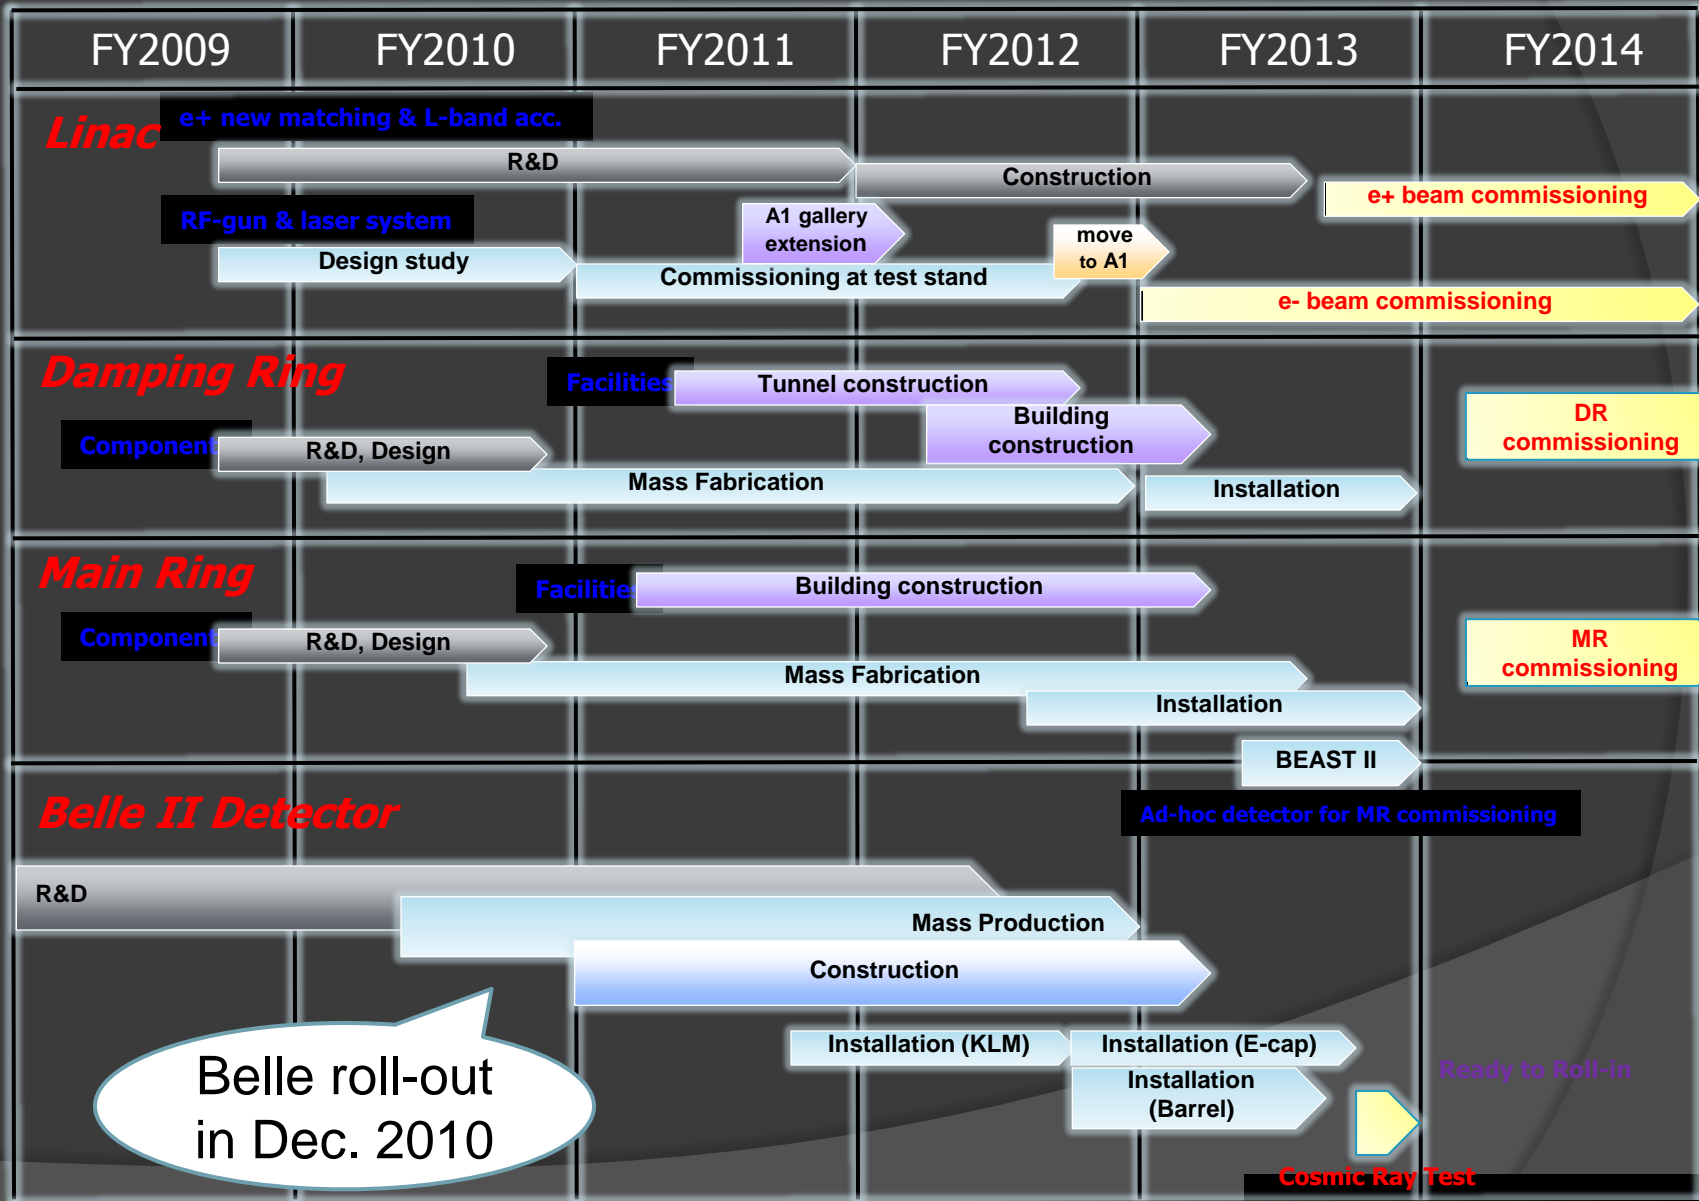 FY2009 FY2010 FY2011 FY2012 FY2013 FY2014
Linac
e+ new matching & L-band acc.
R&D
Construction
e+ beam commissioning
RF-gun & laser system
A1 gallery
extension
move
to A1
Design study
Commissioning at test stand
e- beam commissioning
Damping Ring
Facilities
Tunnel construction
Building
construction
DR
commissioning
Component
R&D, Design
Mass Fabrication
Installation
Main Ring
Facilities
Building construction
Component
R&D, Design
MR
commissioning
Mass Fabrication
Installation
BEAST II
Belle II Detector
Ad-hoc detector for MR commissioning
R&D
Mass Production
Construction
Installation (KLM)
Installation (E-cap)
Installation
(Barrel)
Ready to Roll-in
Belle roll-out
in Dec. 2010
Cosmic Ray Test